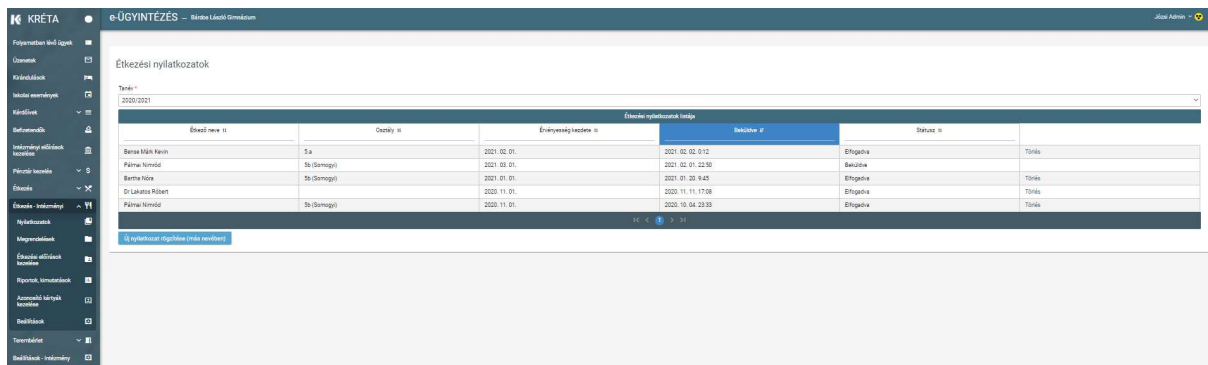 KRÉTA
e-ÜGYINTÉZÉS – Bárdos László Gimnázium
Józsi Admin
Folyamatban lévő ügyek
Üzenetek
Kirándulások
Iskolai események
Kérdőívek
Befizetendők
Intézményi előírások
kezelése
Pénztár kezelés
Étkezés
Étkezés - Intézményi
Nyilatkozatok
Megrendelések
Étkezési előírások
kezelése
Riportok, kimutatások
Azonosító kártyák
kezelése
Beállítások
Terembérlet
Beállítások - Intézmény
Étkezési nyilatkozatok
Tanév *
2020/2021
Étkezési nyilatkozatok listája
Étkező neve Osztály Érvényesség kezdete Beküldve Státusz
Bense Márk Kevin 5.a 2021. 02. 01. 2021. 02. 02. 0:12 Elfogadva Törlés
Pálmai Nimród 5b (Somogyi) 2021. 03. 01. 2021. 02. 01. 22:50 Beküldve
Bertha Nóra 5b (Somogyi) 2021. 01. 01. 2021. 01. 20. 9:45 Elfogadva Törlés
Dr Lakatos Róbert 2020. 11. 01. 2020. 11. 11. 17:08 Elfogadva Törlés
Pálmai Nimród 5b (Somogyi) 2020. 11. 01. 2020. 10. 04. 23:33 Elfogadva Törlés
1
Új nyilatkozat rögzítése (más nevében)